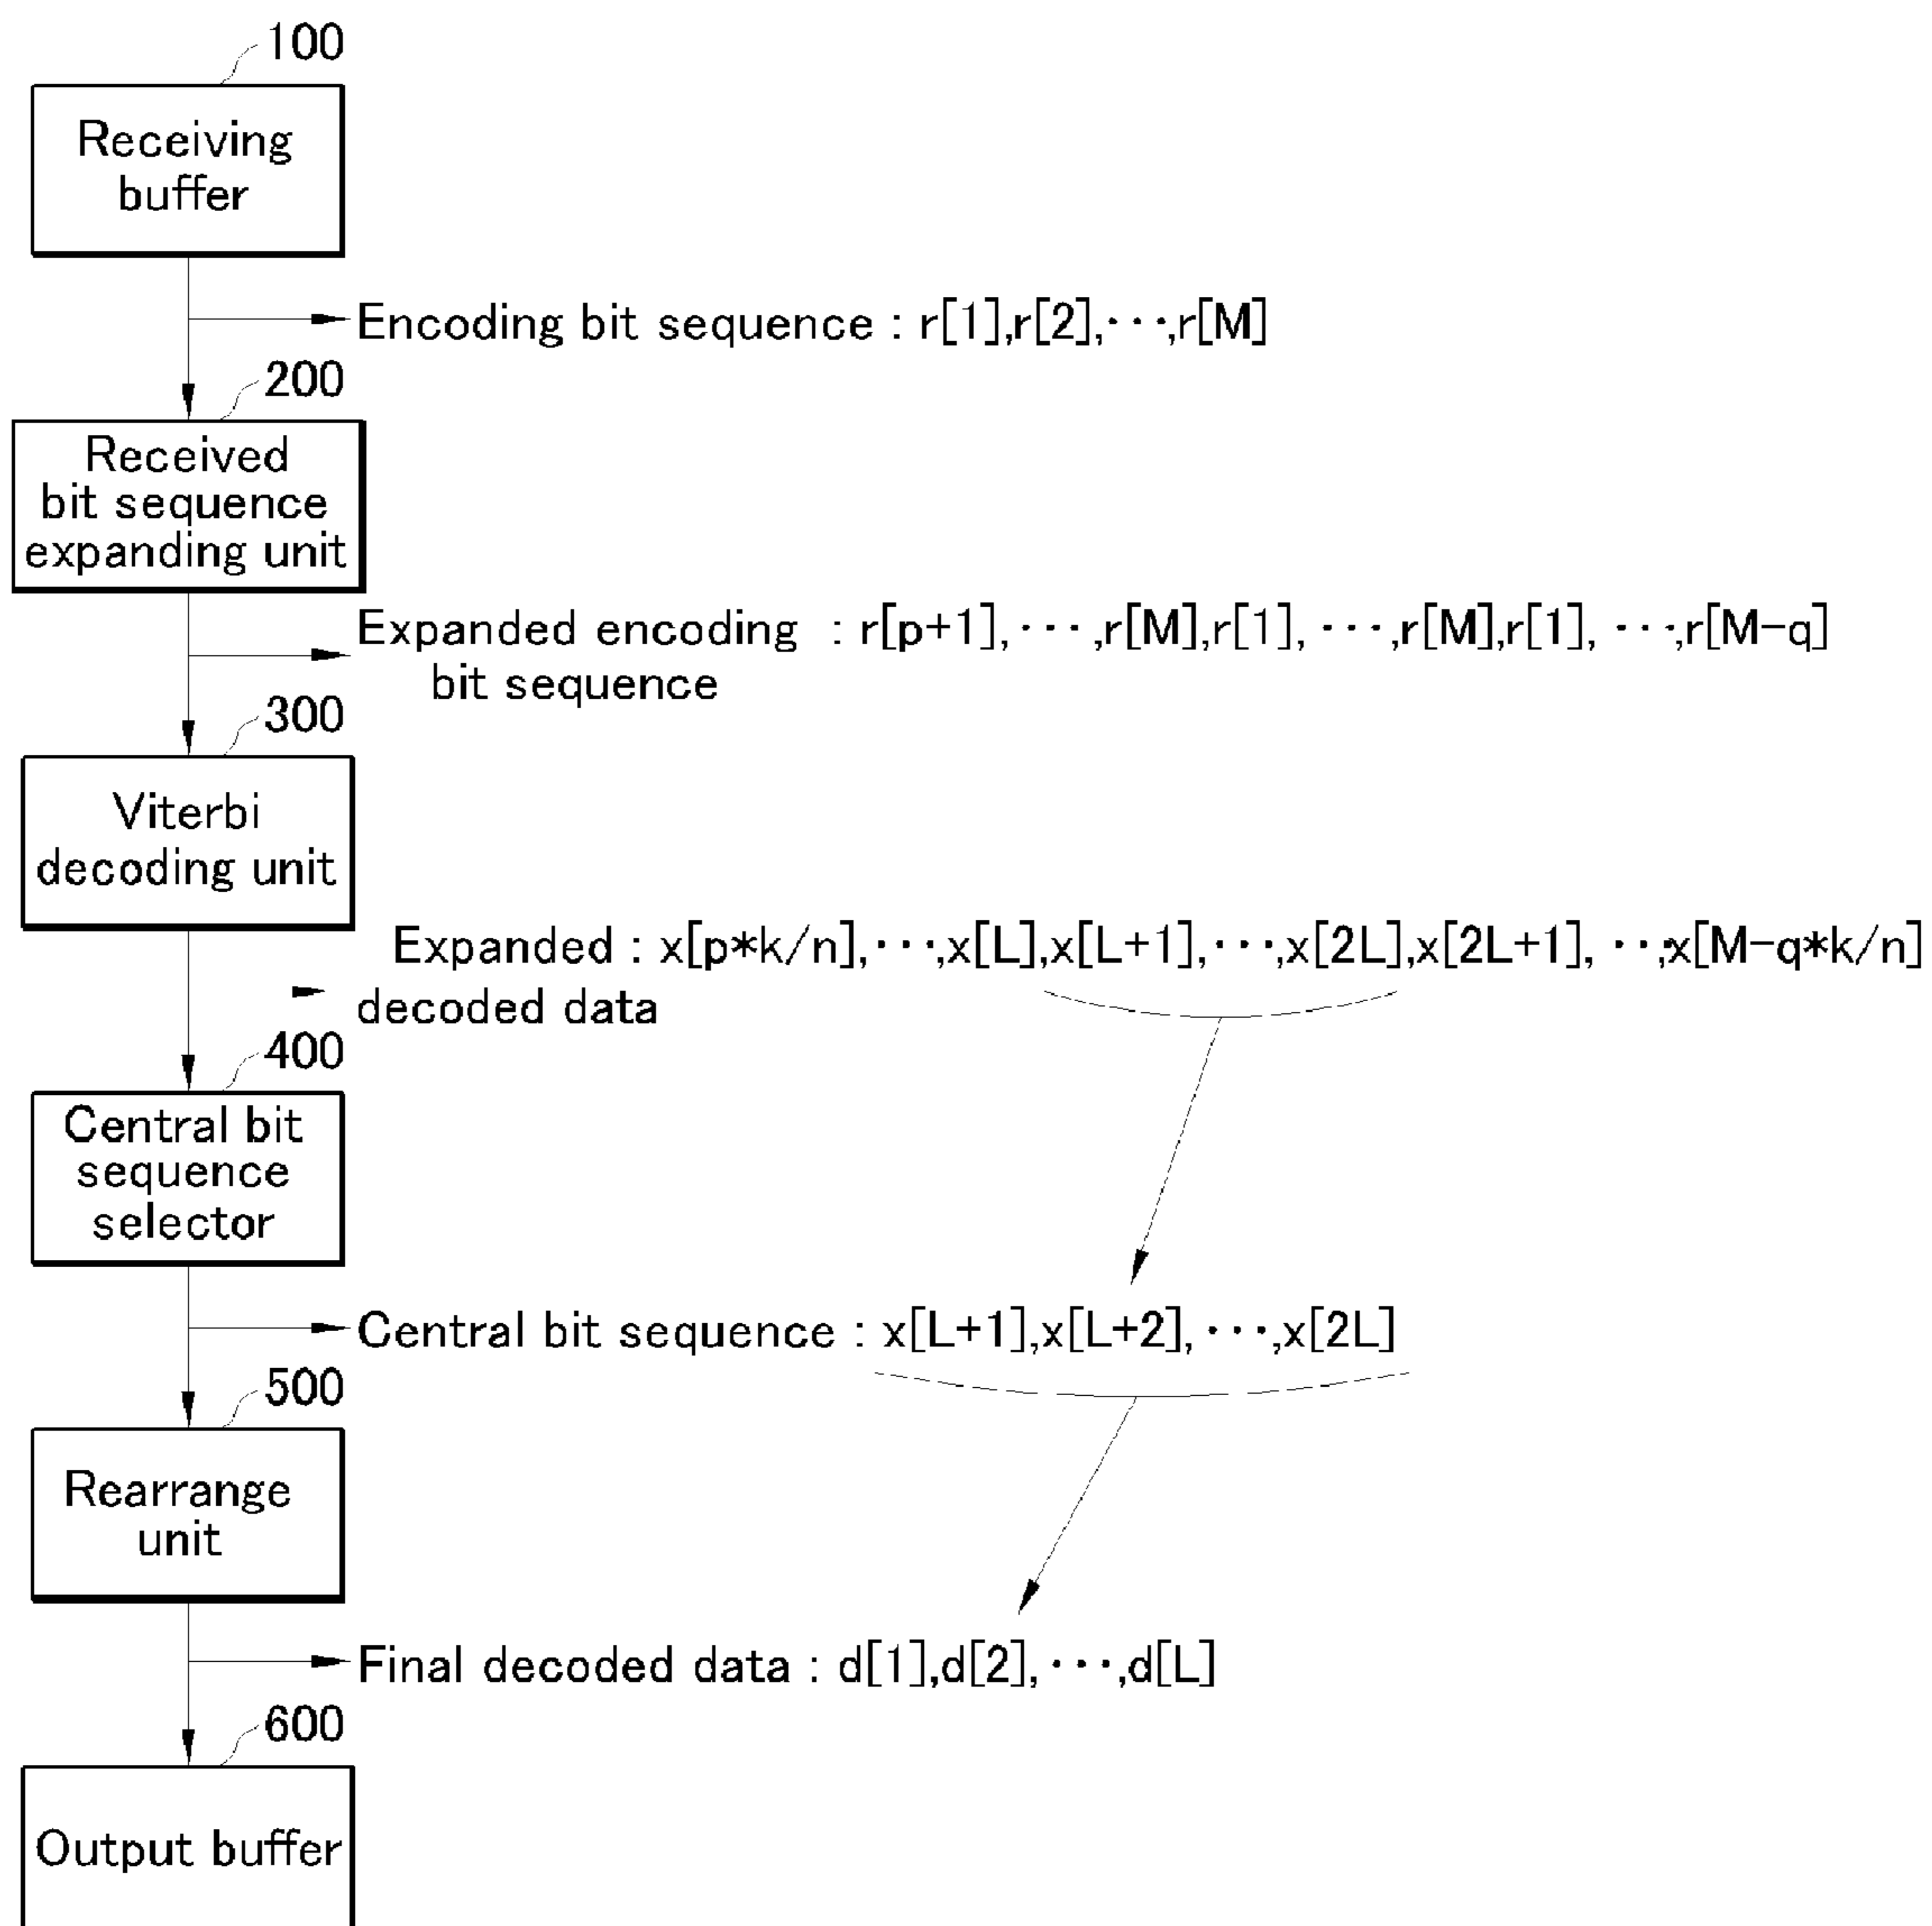 100
Receiving
buffer
Encoding bit sequence : r[1],r[2],···,r[M]
200
Received
bit sequence
expanding unit
Expanded encoding : r[p+1],···,r[M],r[1],···,r[M],r[1],···,r[M-q]
bit sequence
300
Viterbi
decoding unit
Expanded : x[p*k/n],···,x[L],x[L+1],···,x[2L],x[2L+1],···,x[M-q*k/n]
decoded data
400
Central bit
sequence
selector
Central bit sequence : x[L+1],x[L+2],···,x[2L]
500
Rearrange
unit
Final decoded data : d[1],d[2],···,d[L]
600
Output buffer